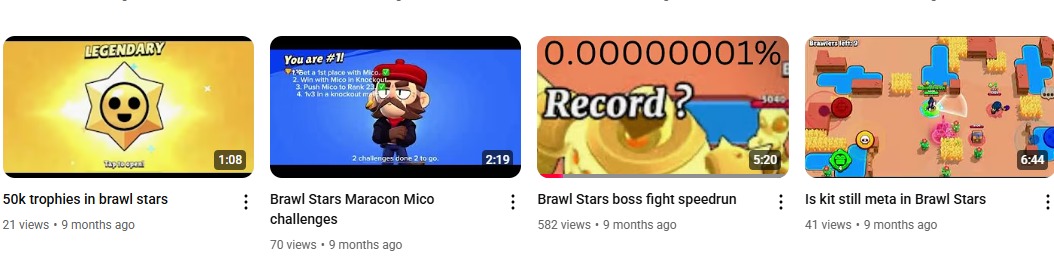 LEGENDARY
Tap to open!
1:08
50k trophies in brawl stars
21 views • 9 months ago
You are #1!
1. Get a 1st place with Mico. ✅
2. Win with Mico in Knockout.
3. Push Mico to Rank 23. ✅
4. 1v3 in a knockout
2 challenges done 2 to go.
2:19
Brawl Stars Maracon Mico
challenges
70 views • 9 months ago
0.00000001%
Record ?
5:20
Brawl Stars boss fight speedrun
582 views • 9 months ago
Brawlers left: 9
6:44
Is kit still meta in Brawl Stars
41 views • 9 months ago